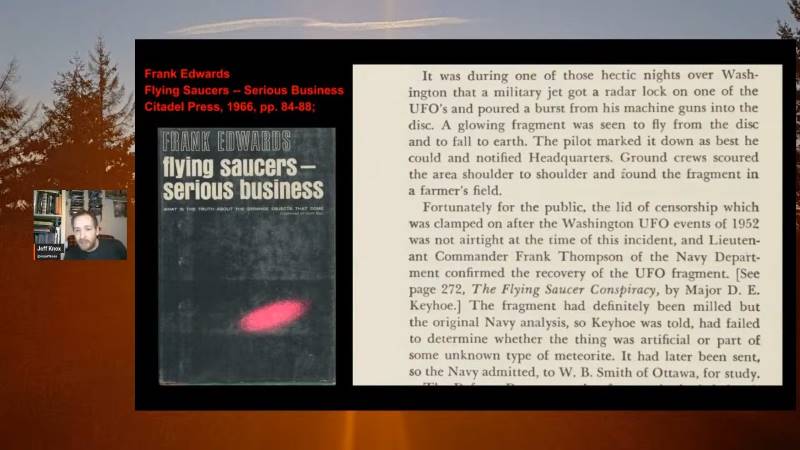 Frank Edwards
Flying Saucers -- Serious Business
Citadel Press, 1966, pp. 84-88;
FRANK EDWARDS
flying saucers—
serious business
WHAT IS THE TRUTH ABOUT THE STRANGE OBJECTS THAT COME
Jeff Knox
It was during one of those hectic nights over Wash-
ington that a military jet got a radar lock on one of the
UFO's and poured a burst from his machine guns into the
disc. A glowing fragment was seen to fly from the disc
and to fall to earth. The pilot marked it down as best he
could and notified Headquarters. Ground crews scoured
the area shoulder to shoulder and found the fragment in
a farmer's field.
Fortunately for the public, the lid of censorship which
was clamped on after the Washington UFO events of 1952
was not airtight at the time of this incident, and Lieuten-
ant Commander Frank Thompson of the Navy Depart-
ment confirmed the recovery of the UFO fragment. [See
page 272, The Flying Saucer Conspiracy, by Major D. E.
Keyhoe.] The fragment had definitely been milled but
the original Navy analysis, so Keyhoe was told, had failed
to determine whether the thing was artificial or part of
some unknown type of meteorite. It had later been sent,
so the Navy admitted, to W. B. Smith of Ottawa, for study.